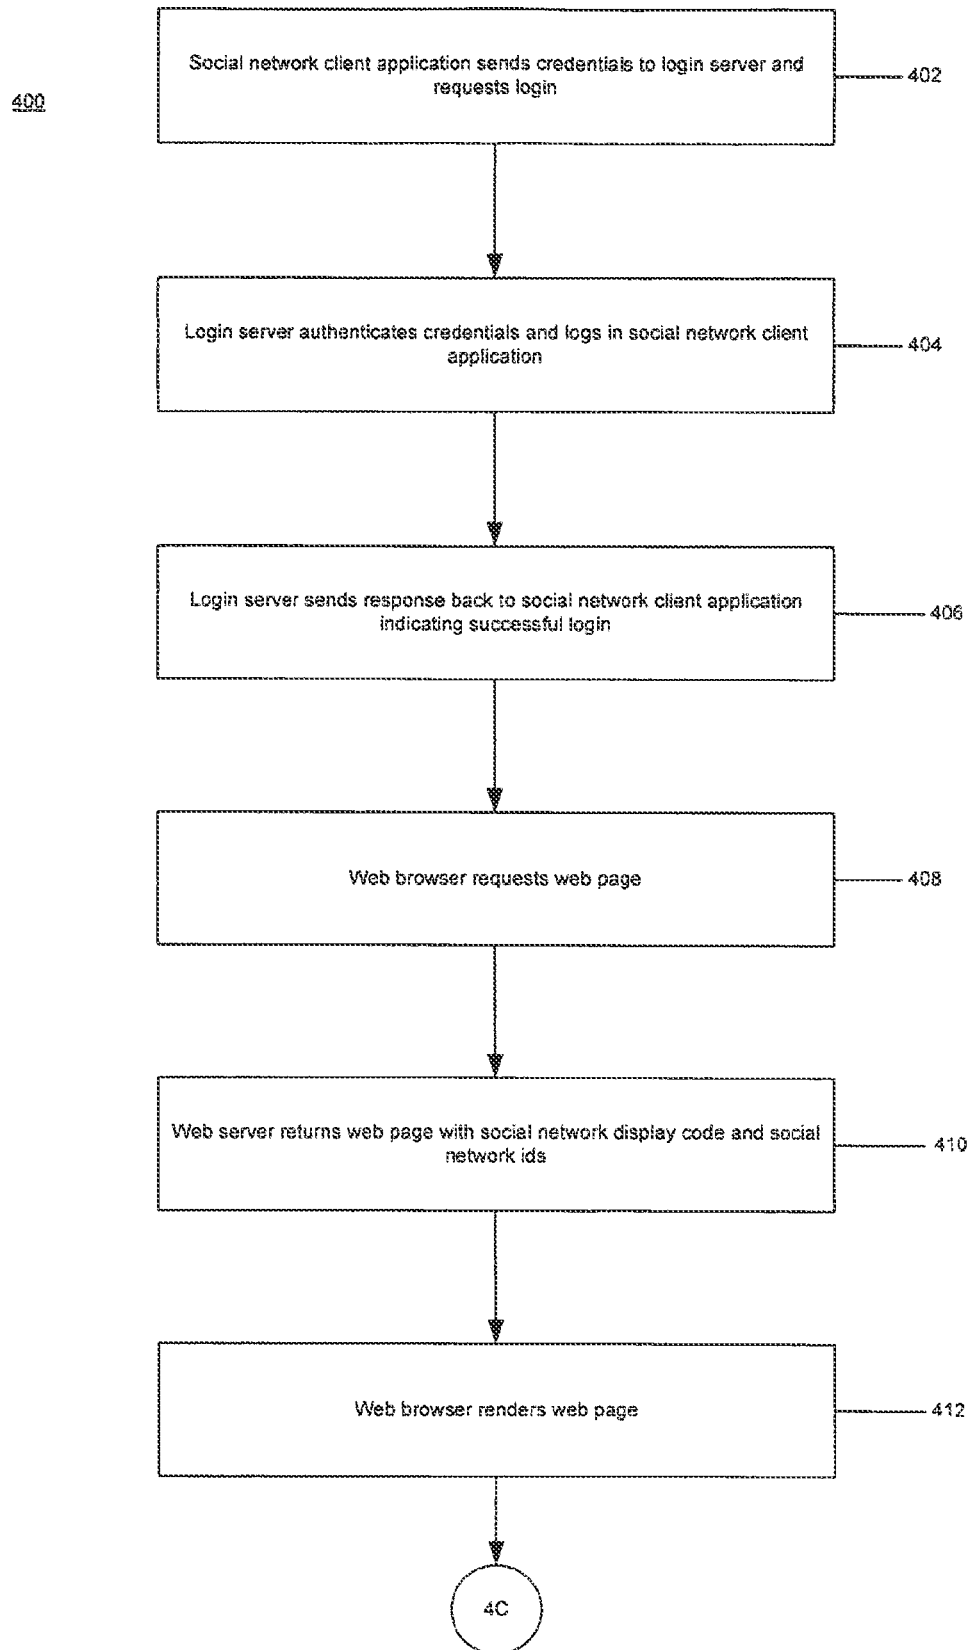 Social network client application sends credentials to login server and
requests login
402
400
Login server authenticates credentials and logs in social network client
application
404
Login server sends response back to social network client application
indicating successful login
406
Web browser requests web page
408
Web server returns web page with social network display code and social
network ids
410
Web browser renders web page
412
4C